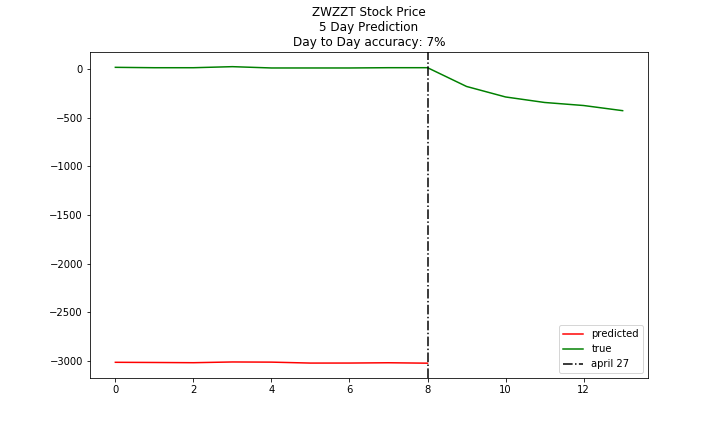 ZWZZT Stock Price
5 Day Prediction
Day to Day accuracy: 7%
0
−500
−1000
−1500
−2000
−2500
−3000
0 2 4 6 8 10 12
predicted
true
april 27